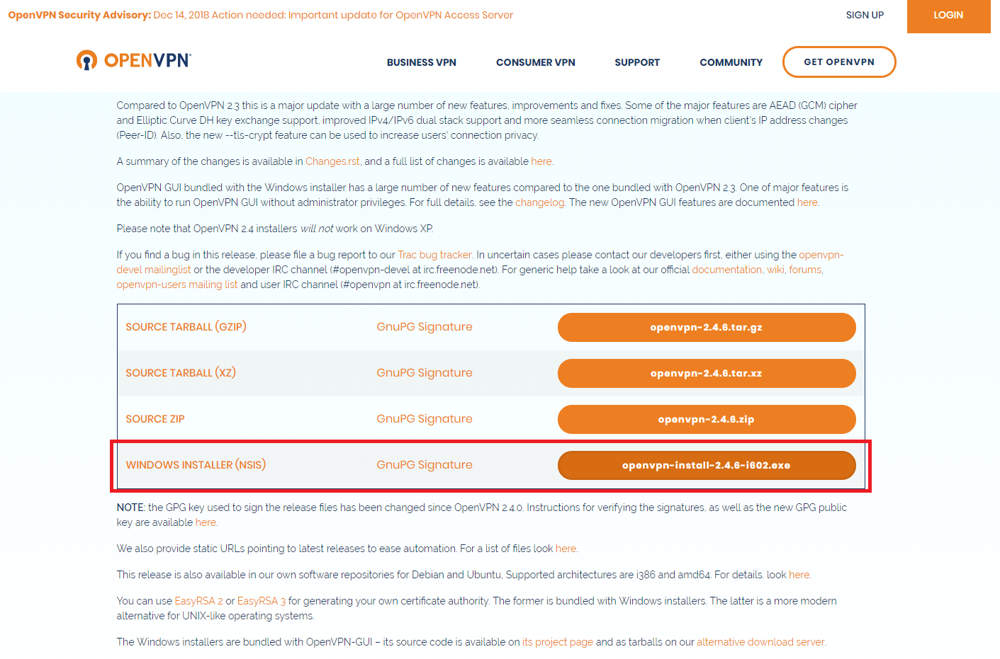 OpenVPN Security Advisory: Dec 14, 2018 Action needed: Important update for OpenVPN Access Server
SIGN UP
LOGIN
OPENVPN®
BUSINESS VPN
CONSUMER VPN
SUPPORT
COMMUNITY
GET OPENVPN
Compared to OpenVPN 2.3 this is a major update with a large number of new features, improvements and fixes. Some of the major features are AEAD (GCM) cipher
and Elliptic Curve DH key exchange support, improved IPv4/IPv6 dual stack support and more seamless connection migration when client's IP address changes
(Peer-ID). Also, the new --tls-crypt feature can be used to increase users' connection privacy.
A summary of the changes is available in Changes.rst, and a full list of changes is available here.
OpenVPN GUI bundled with the Windows installer has a large number of new features compared to the one bundled with OpenVPN 2.3. One of major features is
the ability to run OpenVPN GUI without administrator privileges. For full details, see the changelog. The new OpenVPN GUI features are documented here.
Please note that OpenVPN 2.4 installers will not work on Windows XP.
If you find a bug in this release, please file a bug report to our Trac bug tracker. In uncertain cases please contact our developers first, either using the openvpn-
devel mailinglist or the developer IRC channel (#openvpn-devel at irc.freenode.net). For generic help take a look at our official documentation, wiki, forums,
openvpn-users mailing list and user IRC channel (#openvpn at irc.freenode.net).
SOURCE TARBALL (GZIP) GnuPG Signature openvpn-2.4.6.tar.gz
SOURCE TARBALL (XZ) GnuPG Signature openvpn-2.4.6.tar.xz
SOURCE ZIP GnuPG Signature openvpn-2.4.6.zip
WINDOWS INSTALLER (NSIS) GnuPG Signature openvpn-install-2.4.6-i602.exe
NOTE: the GPG key used to sign the release files has been changed since OpenVPN 2.4.0. Instructions for verifying the signatures, as well as the new GPG public
key are available here.
We also provide static URLs pointing to latest releases to ease automation. For a list of files look here.
This release is also available in our own software repositories for Debian and Ubuntu, Supported architectures are i386 and amd64. For details. look here.
You can use EasyRSA 2 or EasyRSA 3 for generating your own certificate authority. The former is bundled with Windows installers. The latter is a more modern
alternative for UNIX-like operating systems.
The Windows installers are bundled with OpenVPN-GUI – its source code is available on its project page and as tarballs on our alternative download server.